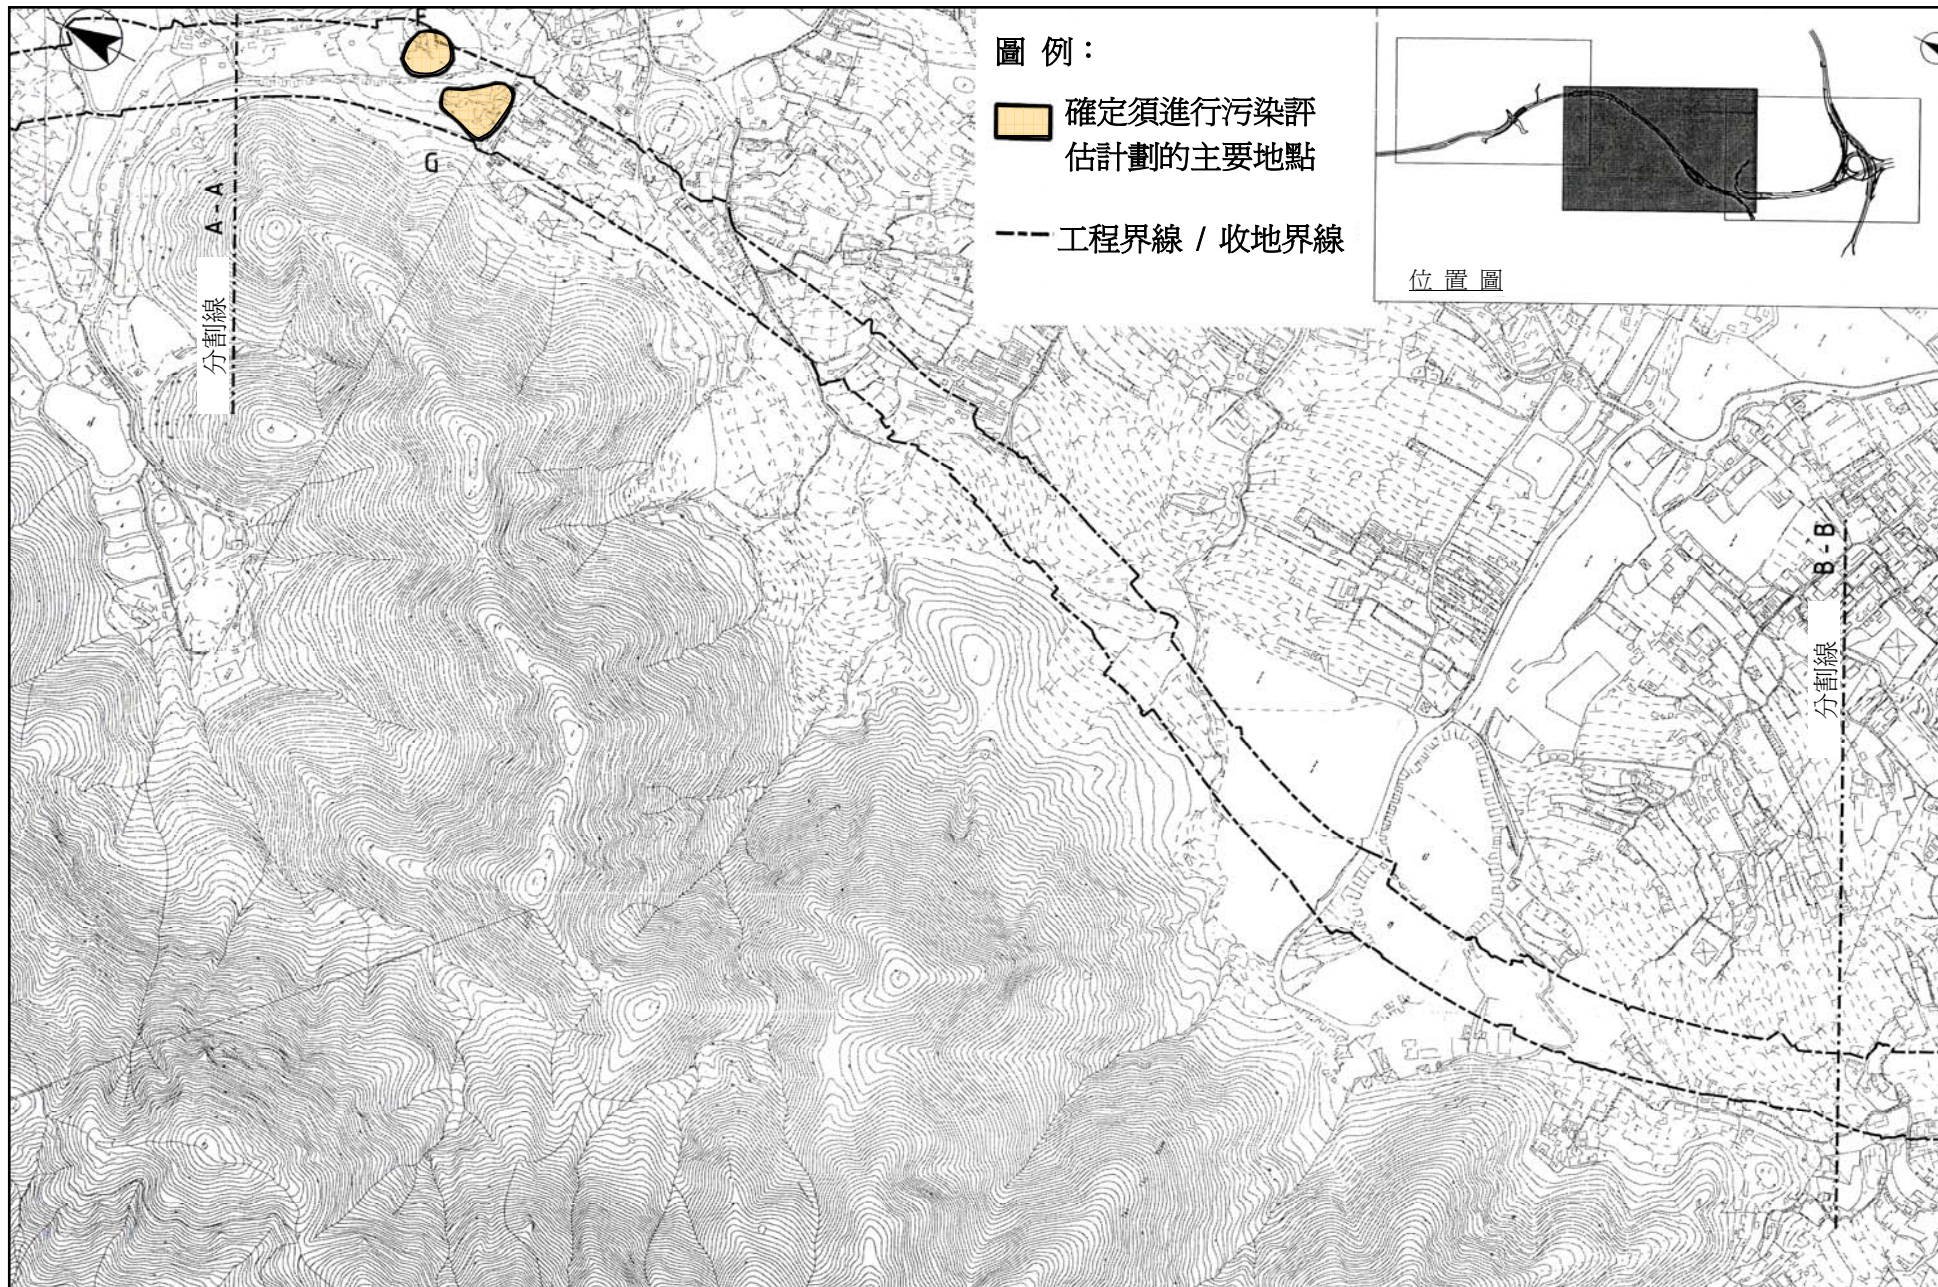 F
G
A - A
分割線
圖 例：
確定須進行污染評
估計劃的主要地點
工程界線 / 收地界線
位 置 圖
B - B
分割線